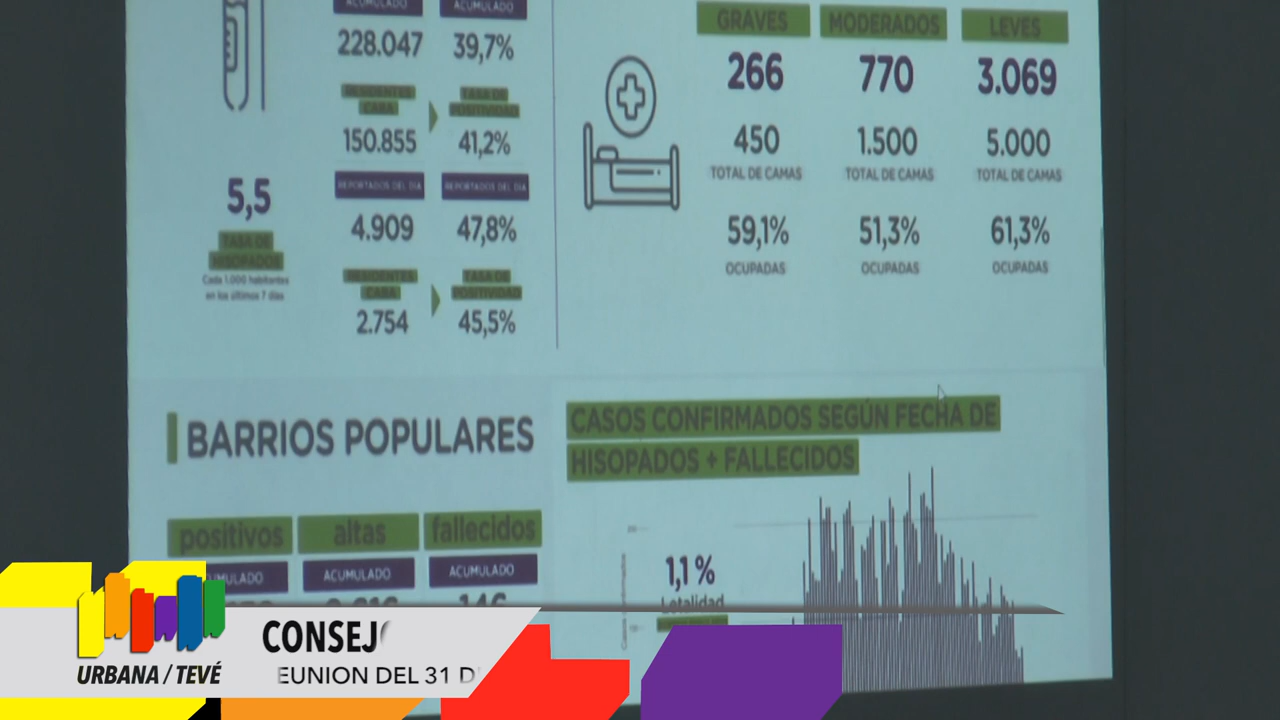 ACUMULADO ACUMULADO
228.047 39,7%
RESIDENTES CABA TASA DE POSITIVIDAD
150.855 41,2%
REPORTADOS DEL DÍA REPORTADOS DEL DÍA
4.909 47,8%
RESIDENTES CABA TASA DE POSITIVIDAD
2.754 45,5%
5,5
TASA DE
HISOPADOS
Cada 1.000 habitantes
en los últimos 7 días
GRAVES MODERADOS LEVES
266 770 3.069
450 1.500 5.000
TOTAL DE CAMAS TOTAL DE CAMAS TOTAL DE CAMAS
59,1% 51,3% 61,3%
OCUPADAS OCUPADAS OCUPADAS
BARRIOS POPULARES
positivos altas fallecidos
ACUMULADO ACUMULADO
CASOS CONFIRMADOS SEGÚN FECHA DE
HISOPADOS + FALLECIDOS
1,1 %
Letalidad
URBANA / TEVÉ
CONSEJ
EUNION DEL 31 D